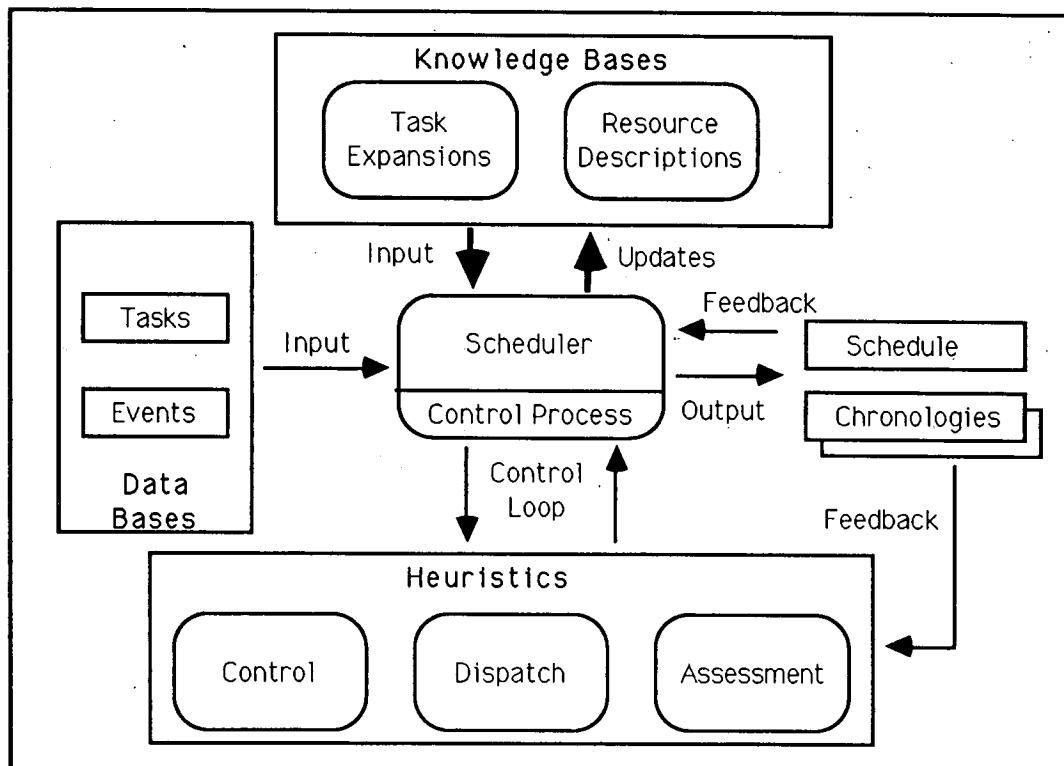 Knowledge Bases
Task
Expansions
Resource
Descriptions
Input
Updates
Tasks
Events
Data
Bases
Input
Scheduler
Control Process
Feedback
Output
Schedule
Chronologies
Control
Loop
Feedback
Heuristics
Control
Dispatch
Assessment